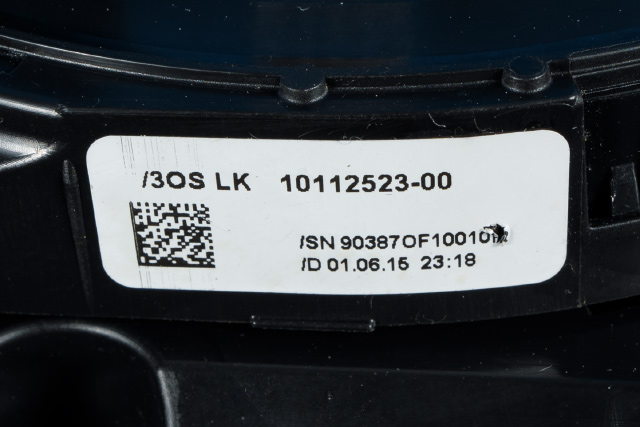 /3OS LK 10112523-00
/SN 90387OF10010
/D 01.06.15 23:18